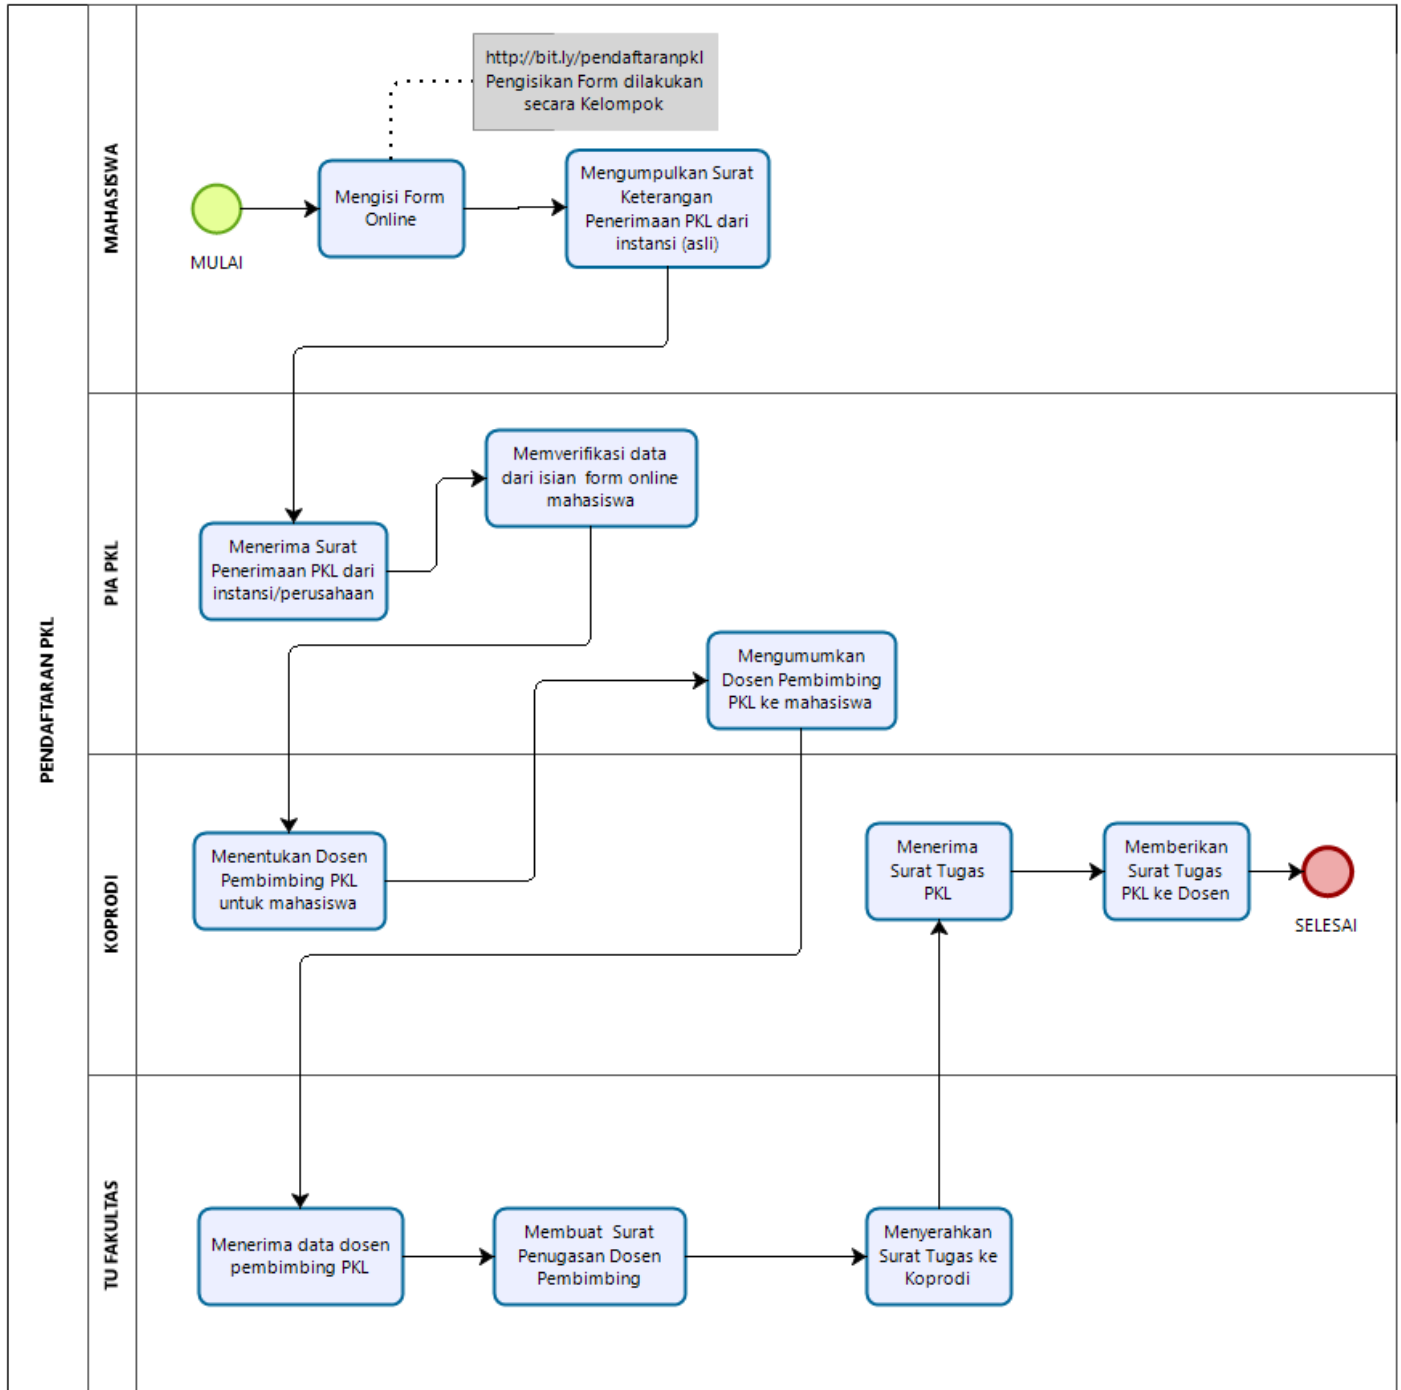 PENDAFTARAN PKL
MAHASISWA
http://bit.ly/pendaftaranpkl
Pengisikan Form dilakukan
secara Kelompok
MULAI
Mengisi Form
Online
Mengumpulkan Surat
Keterangan
Penerimaan PKL dari
instansi (asli)
PIA PKL
Memverifikasi data
dari isian form online
mahasiswa
Menerima Surat
Penerimaan PKL dari
instansi/perusahaan
Mengumumkan
Dosen Pembimbing
PKL ke mahasiswa
KOPRODI
Menentukan Dosen
Pembimbing PKL
untuk mahasiswa
Menerima
Surat Tugas
PKL
Memberikan
Surat Tugas
PKL ke Dosen
SELESAI
TU FAKULTAS
Menerima data dosen
pembimbing PKL
Membuat Surat
Penugasan Dosen
Pembimbing
Menyerahkan
Surat Tugas ke
Koprodi